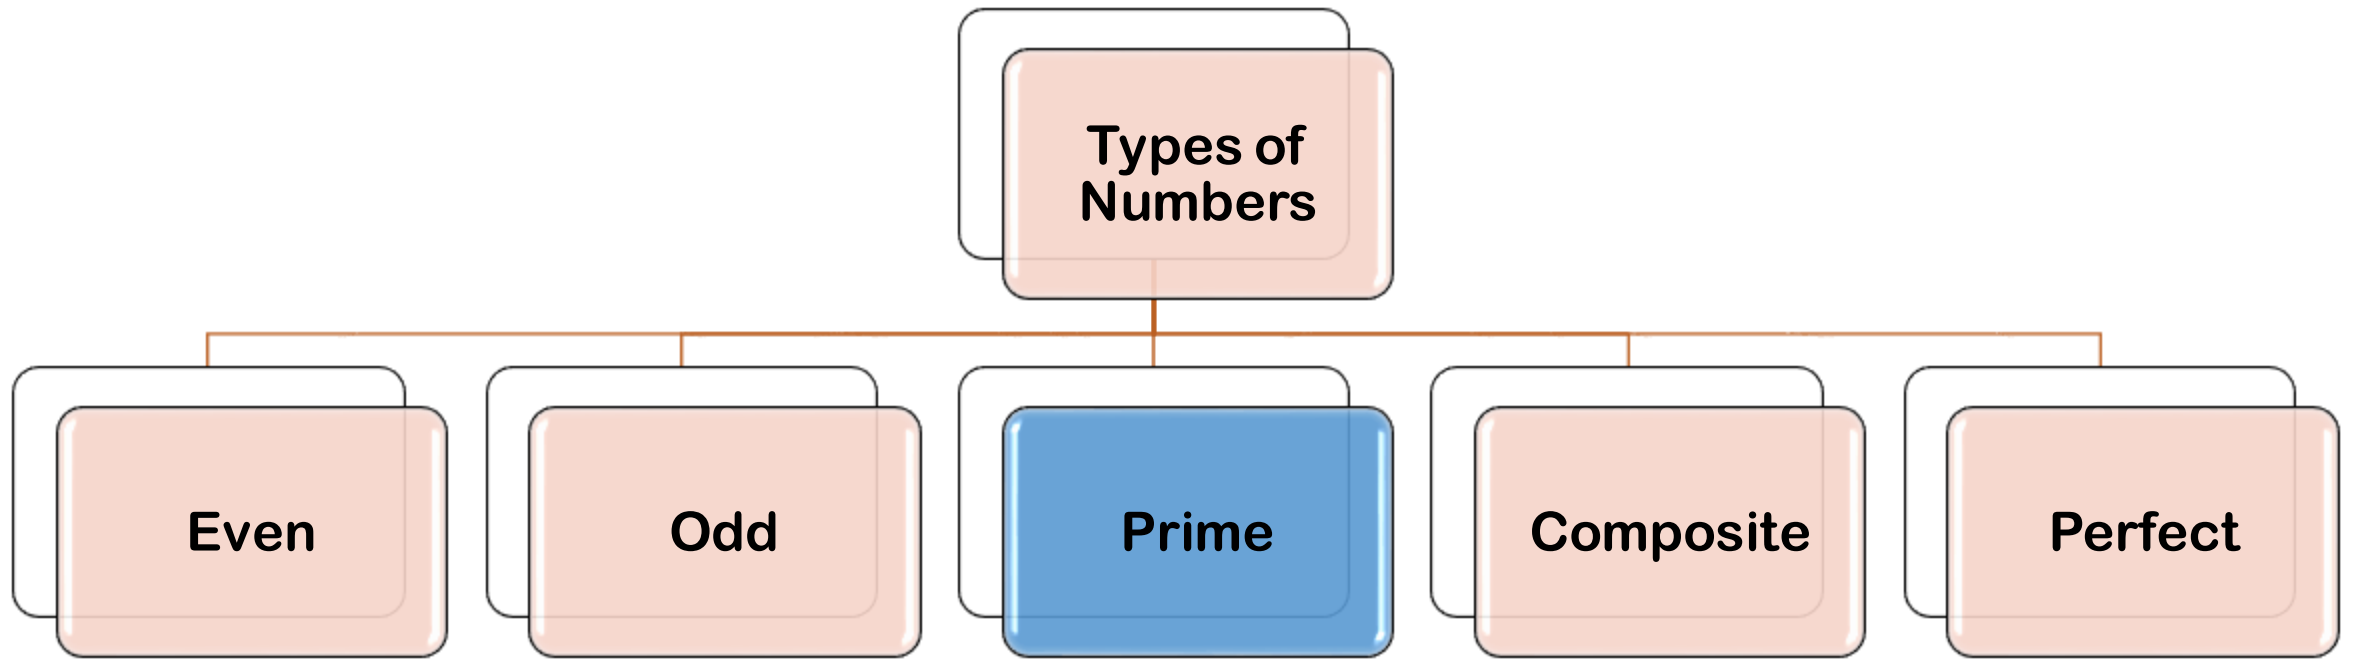 Types of
Numbers
Even
Odd
Prime
Composite
Perfect